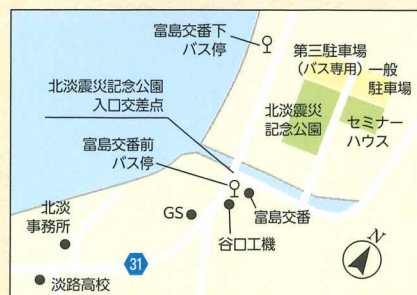 富島交番下
バス停
第三駐車場
(バス専用)
一般
駐車場
北淡震災記念公園
入口交差点
北淡震災
記念公園
セミナー
ハウス
富島交番前
バス停
北淡
事務所
GS
富島交番
谷口工機
31
淡路高校
N